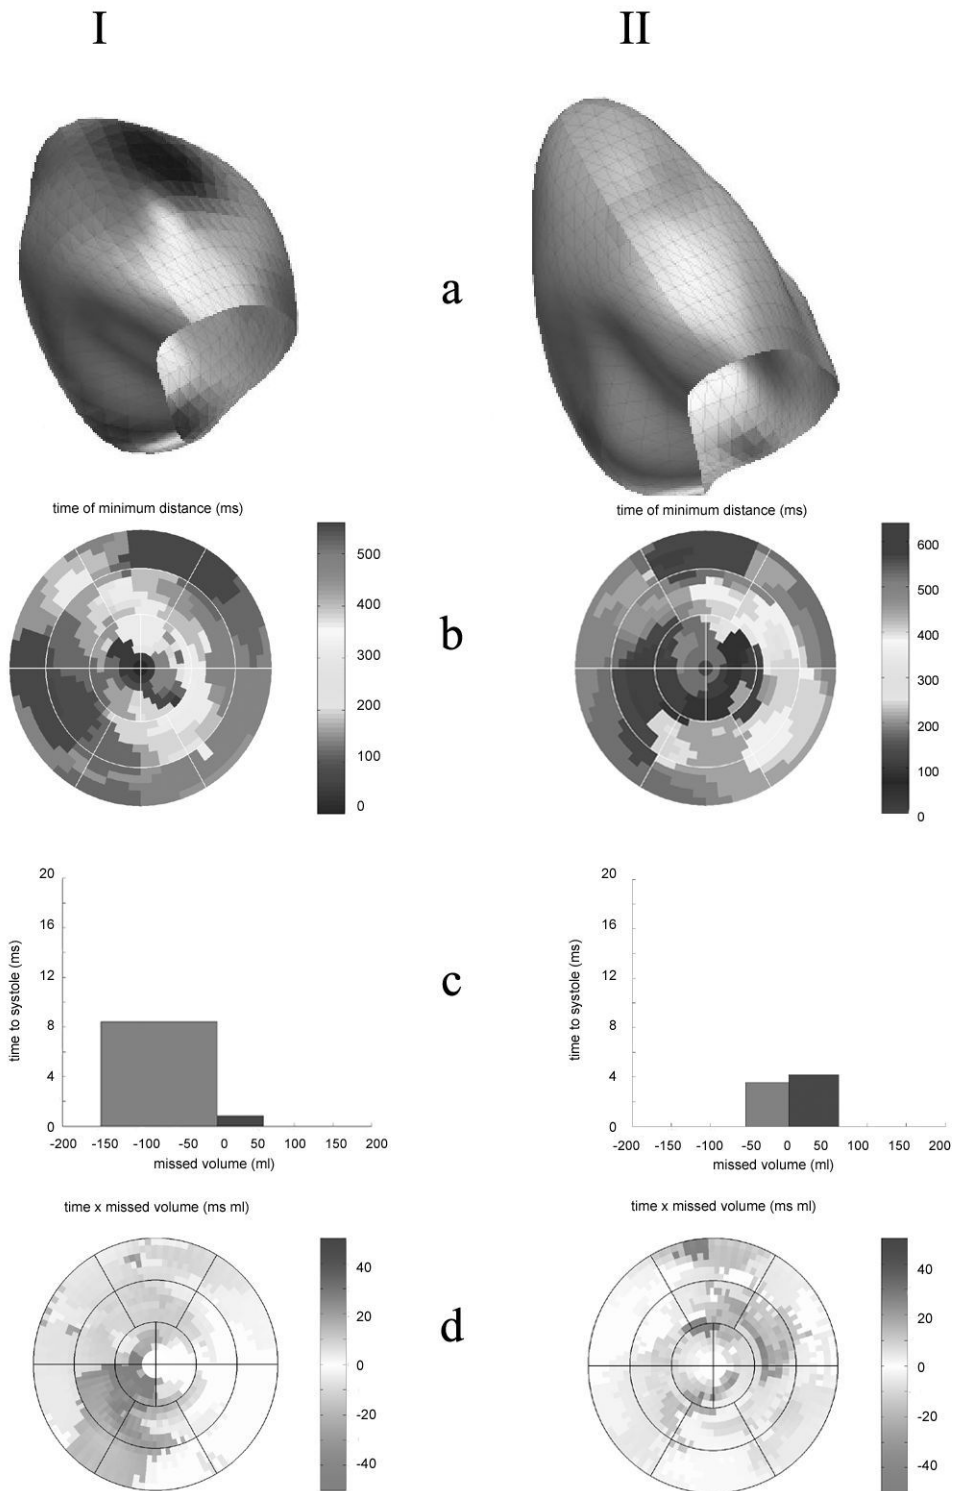 I II
a
time of minimum distance (ms) time of minimum distance (ms)
500
400
300
200
100
0
b
600
500
400
300
200
100
0
20
16
12
8
4
0
time to systole (ms)
-200 -150 -100 -50 0 50 100 150 200
missed volume (ml)
c
20
16
12
8
4
0
time to systole (ms)
-200 -150 -100 -50 0 50 100 150 200
missed volume (ml)
time x missed volume (ms ml) time x missed volume (ms ml)
40
20
0
-20
-40
d
40
20
0
-20
-40